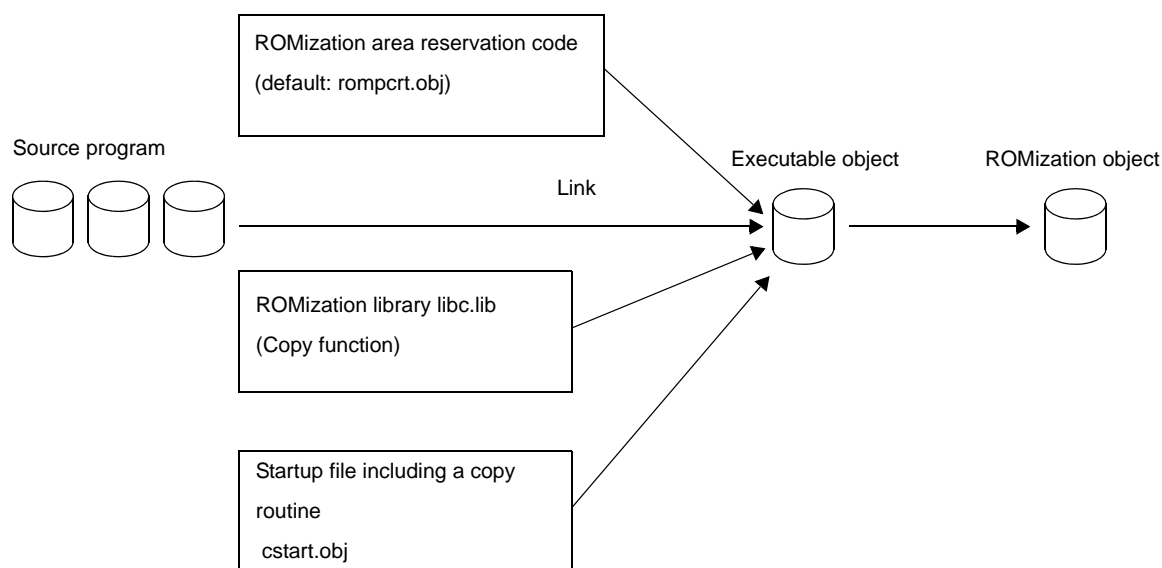 ROMization area reservation code
(default: rompcrt.obj)
Source program
Executable object
ROMization object
Link
ROMization library libc.lib
(Copy function)
Startup file including a copy
routine
cstart.obj